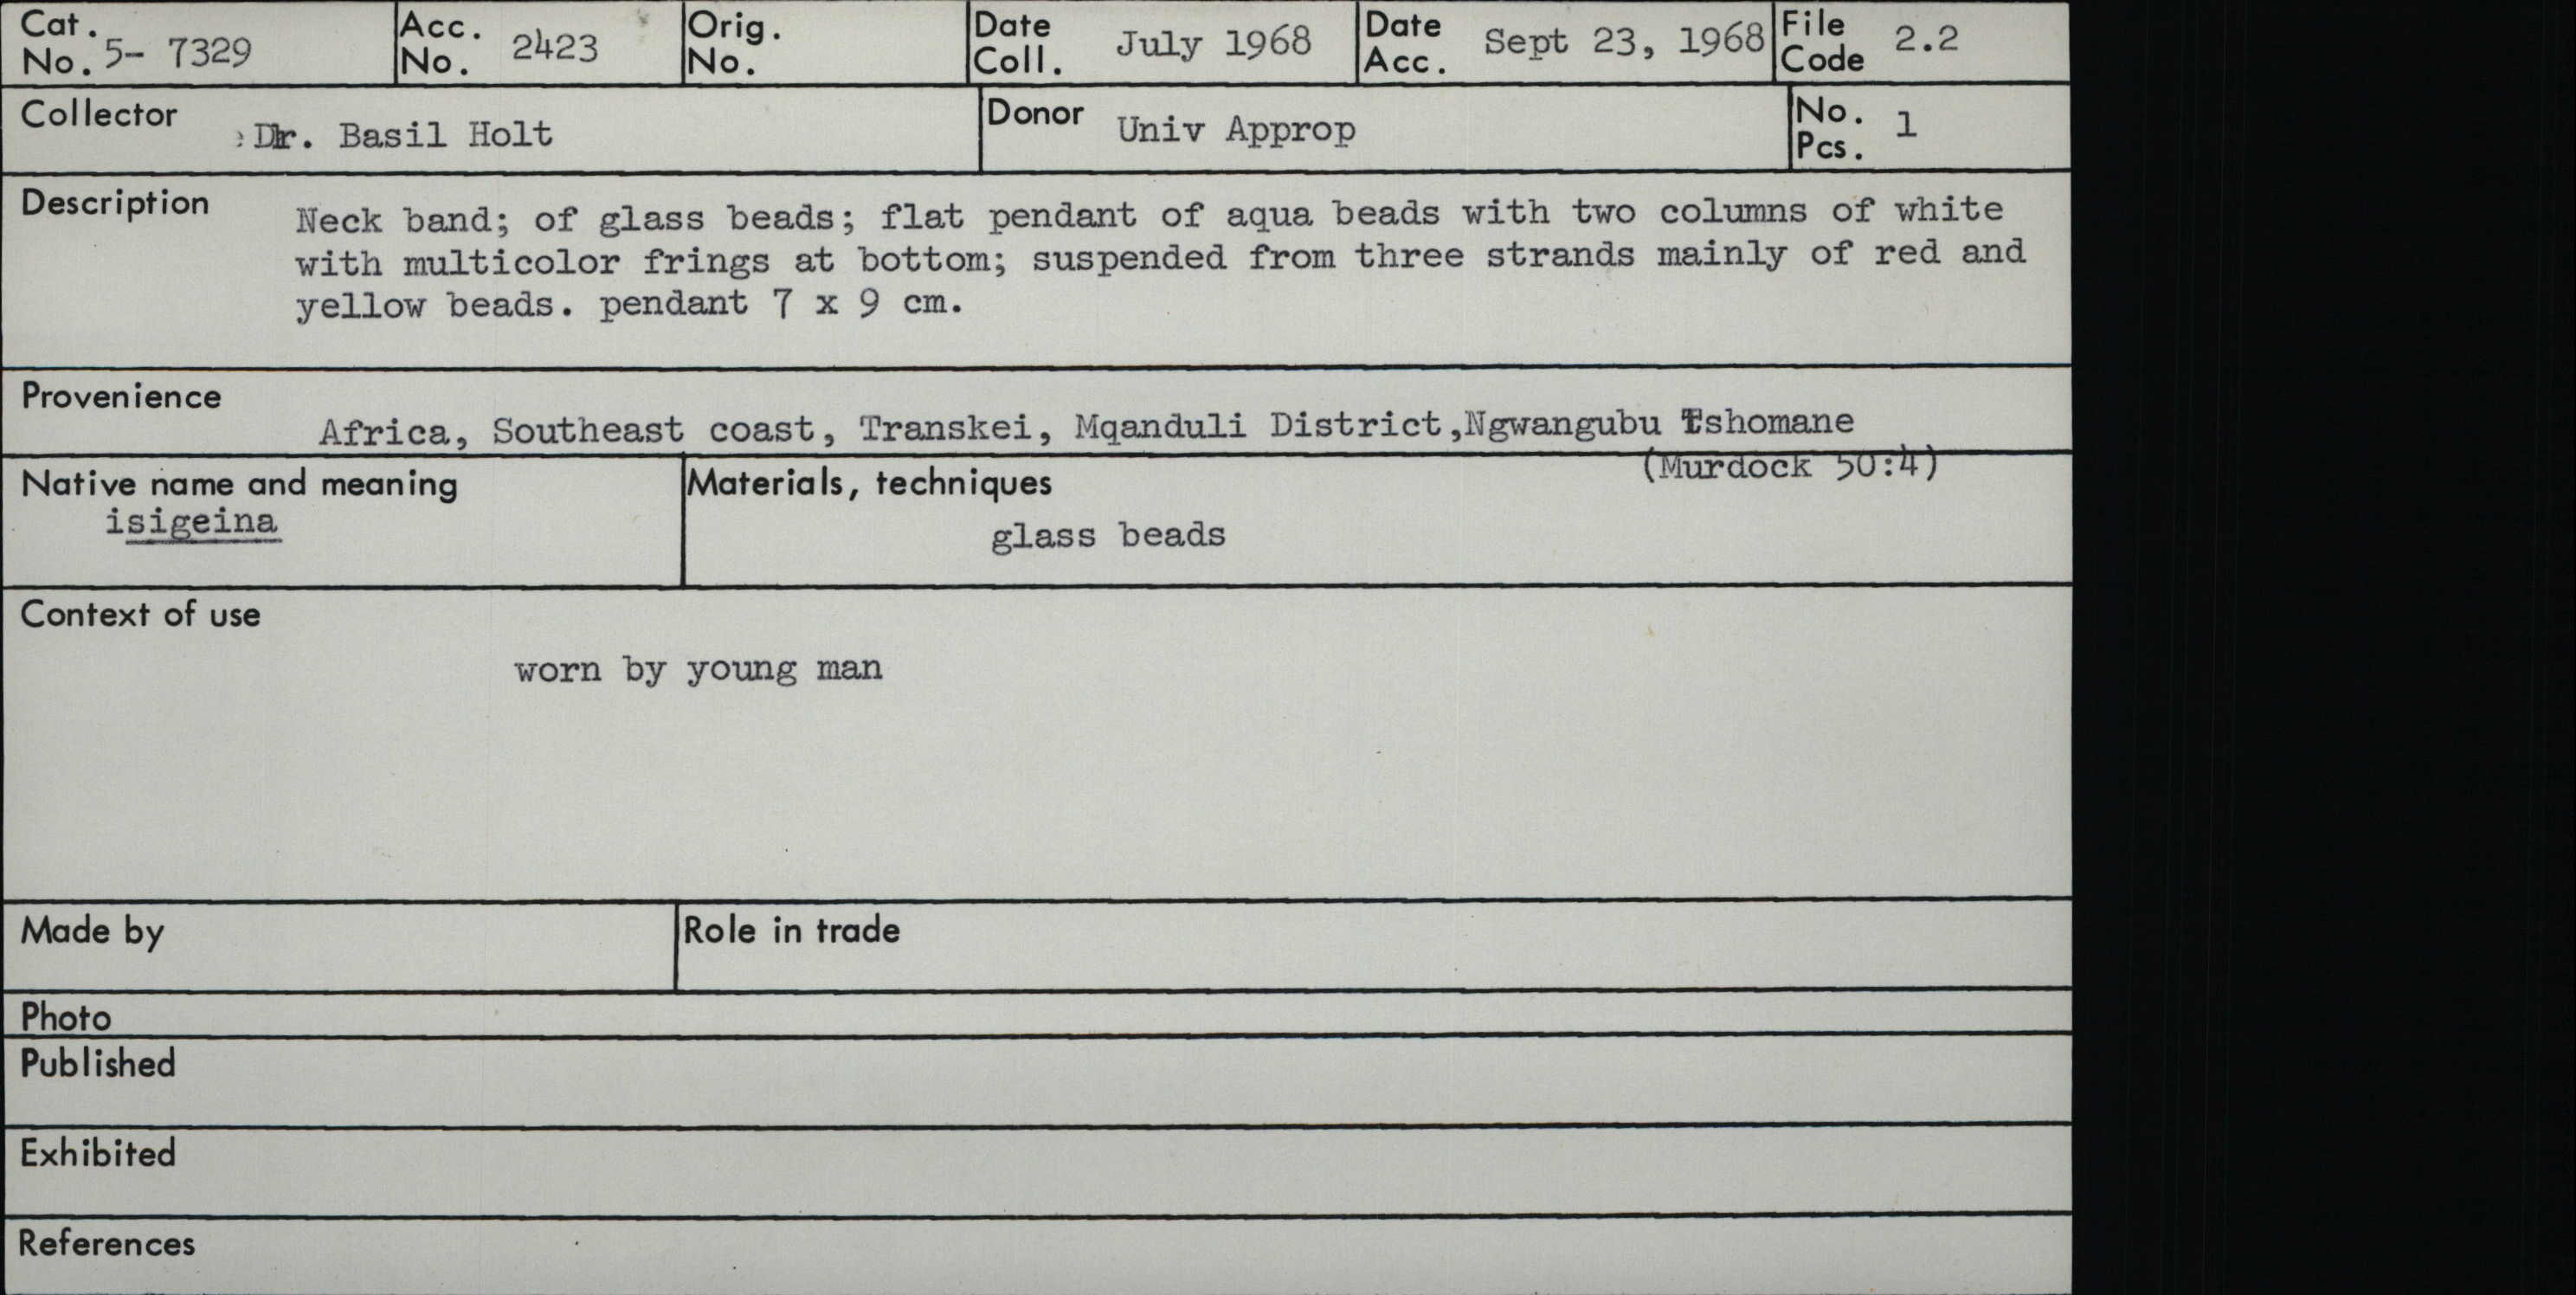 Cat. No. 5- 7329 Acc. No. 2423 Orig. No. Date Coll. July 1968 Date Acc. Sept 23, 1968 File Code 2.2
Collector Dr. Basil Holt Donor Univ Approp No. Pcs. 1
Description Neck band; of glass beads; flat pendant of aqua beads with two columns of white
with multicolor frings at bottom; suspended from three strands mainly of red and
yellow beads. pendant 7 x 9 cm.
Provenience
Africa, Southeast coast, Transkei, Mqanduli District,Ngwangubu Tshomane
(Murdock 50:4)
Native name and meaning Materials, techniques
isigeina glass beads
Context of use
worn by young man
Made by Role in trade
Photo
Published
Exhibited
References